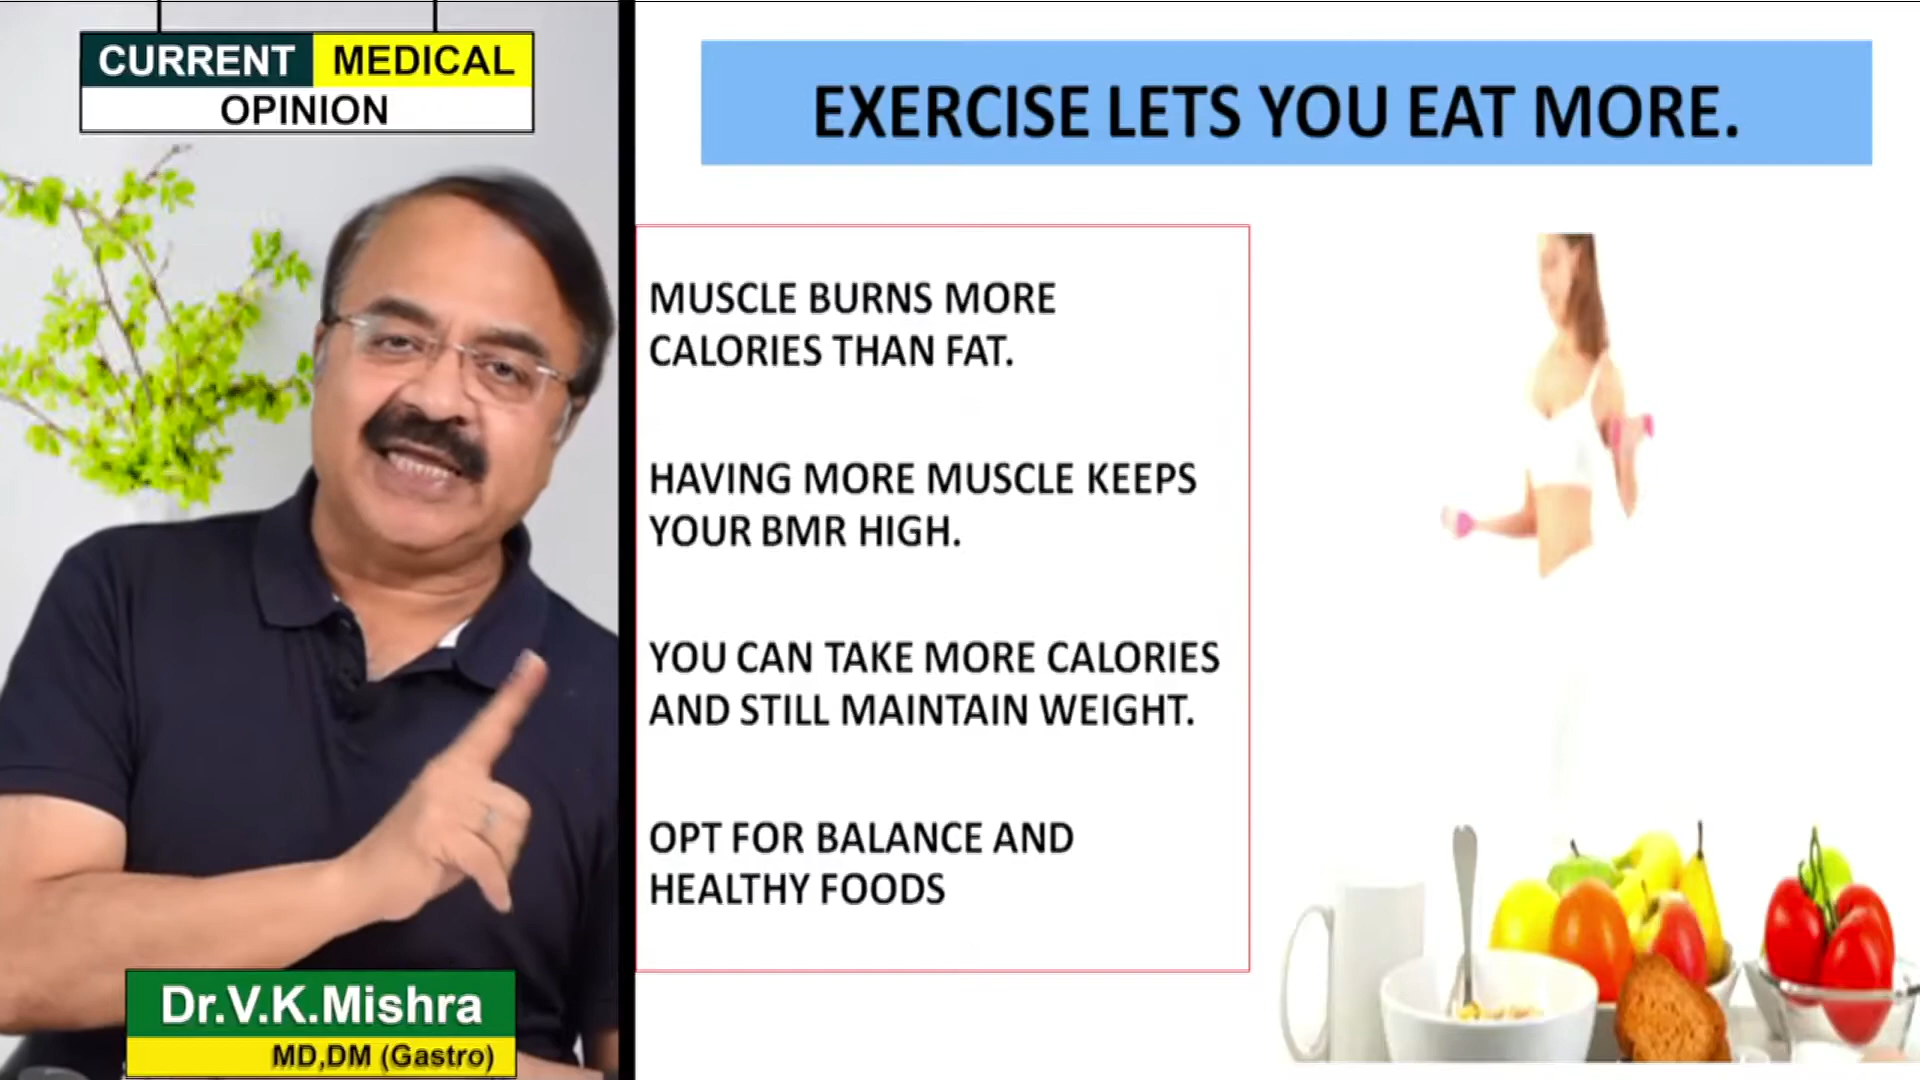 CURRENT MEDICAL
OPINION
EXERCISE LETS YOU EAT MORE.
MUSCLE BURNS MORE
CALORIES THAN FAT.
HAVING MORE MUSCLE KEEPS
YOUR BMR HIGH.
YOU CAN TAKE MORE CALORIES
AND STILL MAINTAIN WEIGHT.
OPT FOR BALANCE AND
HEALTHY FOODS
Dr.V.K.Mishra
MD,DM (Gastro)